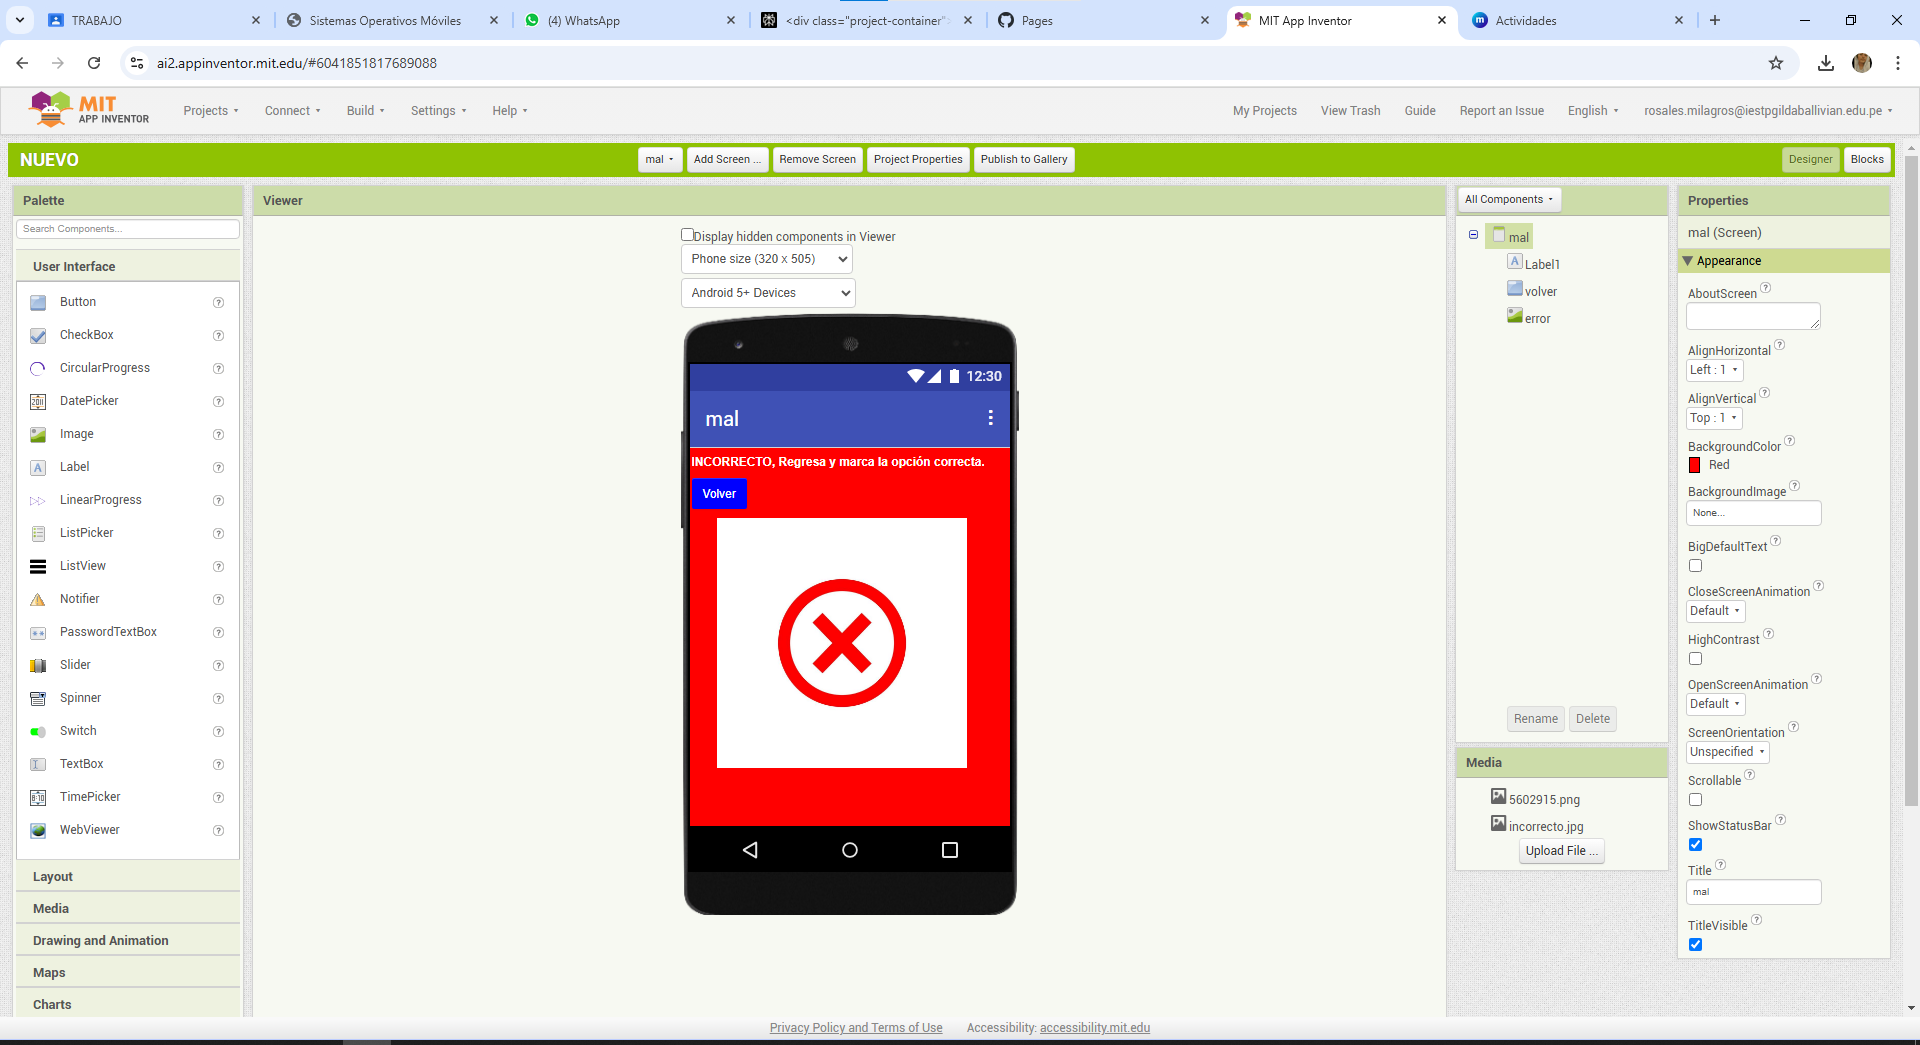 TRABAJO
Sistemas Operativos Móviles
(4) WhatsApp
<div class="project-container"
Pages
MIT App Inventor
Actividades
ai2.appinventor.mit.edu/#6041851817689088
MIT
APP INVENTOR
Projects
Connect
Build
Settings
Help
My Projects
View Trash
Guide
Report an Issue
English
rosales.milagros@iestpgildaballivian.edu.pe
NUEVO
mal
Add Screen ...
Remove Screen
Project Properties
Publish to Gallery
Designer
Blocks
Palette
Search Components...
User Interface
Button
CheckBox
CircularProgress
DatePicker
Image
Label
LinearProgress
ListPicker
ListView
Notifier
PasswordTextBox
Slider
Spinner
Switch
TextBox
TimePicker
WebViewer
Layout
Media
Drawing and Animation
Maps
Charts
Viewer
Display hidden components in Viewer
Phone size (320 x 505)
Android 5+ Devices
12:30
mal
INCORRECTO, Regresa y marca la opción correcta.
Volver
All Components
mal
Label1
volver
error
Rename
Delete
Media
5602915.png
incorrecto.jpg
Upload File ...
Properties
mal (Screen)
Appearance
AboutScreen
AlignHorizontal
Left : 1
AlignVertical
Top : 1
BackgroundColor
Red
BackgroundImage
None...
BigDefaultText
CloseScreenAnimation
Default
HighContrast
OpenScreenAnimation
Default
ScreenOrientation
Unspecified
Scrollable
ShowStatusBar
Title
mal
TitleVisible
Privacy Policy and Terms of Use
Accessibility: accessibility.mit.edu